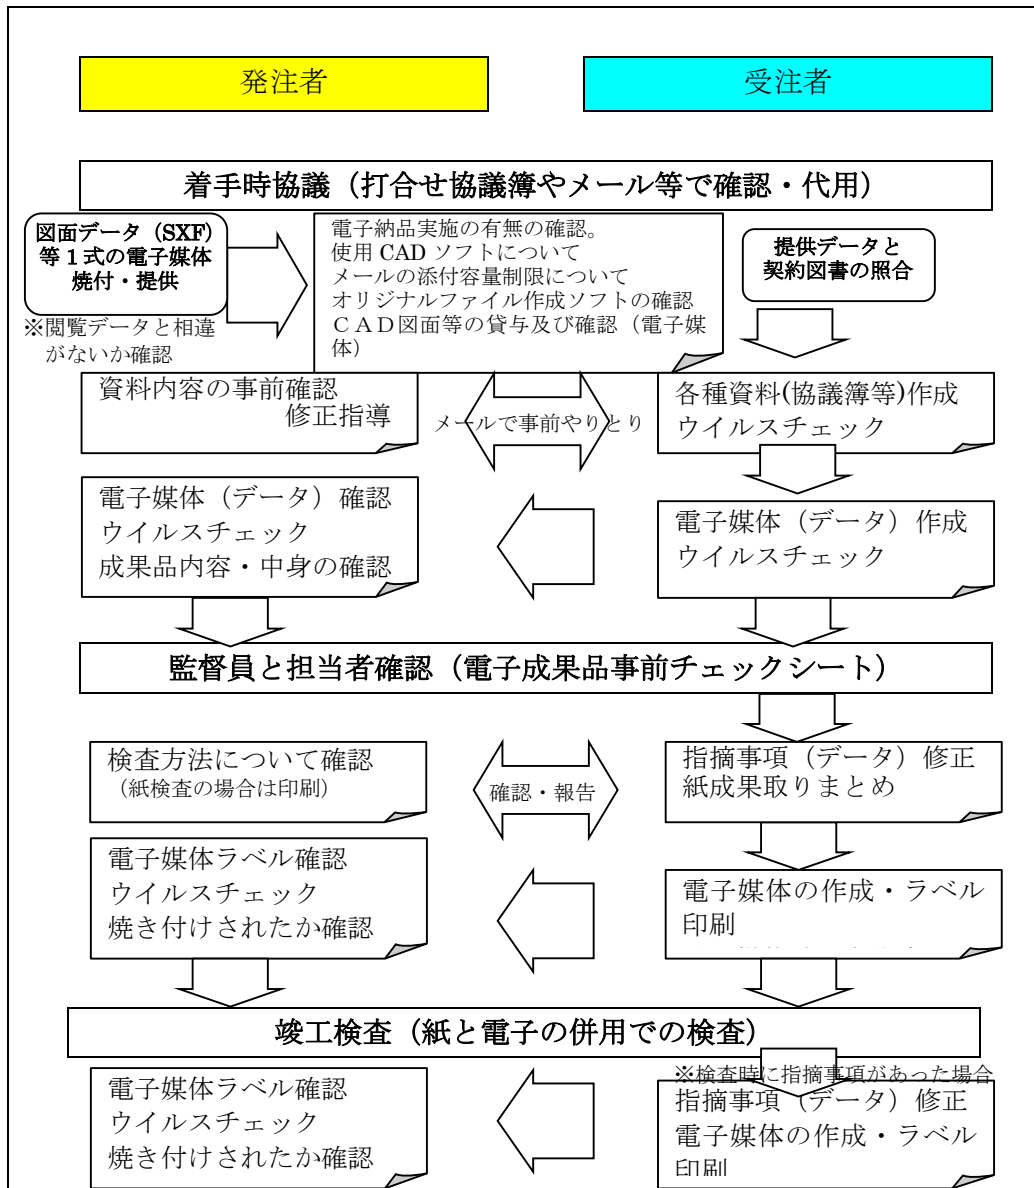 発注者
受注者
着手時協議（打合せ協議簿やメール等で確認・代用）
図面データ（SXF）
等１式の電子媒体
焼付・提供
※閲覧データと相違
がないか確認
電子納品実施の有無の確認。
使用 CAD ソフトについて
メールの添付容量制限について
オリジナルファイル作成ソフトの確認
ＣＡＤ図面等の貸与及び確認（電子媒
体）
提供データと
契約図書の照合
資料内容の事前確認
修正指導
メールで事前やりとり
各種資料(協議簿等)作成
ウイルスチェック
電子媒体（データ）確認
ウイルスチェック
成果品内容・中身の確認
電子媒体（データ）作成
ウイルスチェック
監督員と担当者確認（電子成果品事前チェックシート）
検査方法について確認
（紙検査の場合は印刷）
確認・報告
指摘事項（データ）修正
紙成果取りまとめ
電子媒体ラベル確認
ウイルスチェック
焼き付けされたか確認
電子媒体の作成・ラベル
印刷
竣工検査（紙と電子の併用での検査）
※検査時に指摘事項があった場合
電子媒体ラベル確認
ウイルスチェック
焼き付けされたか確認
指摘事項（データ）修正
電子媒体の作成・ラベル
印刷